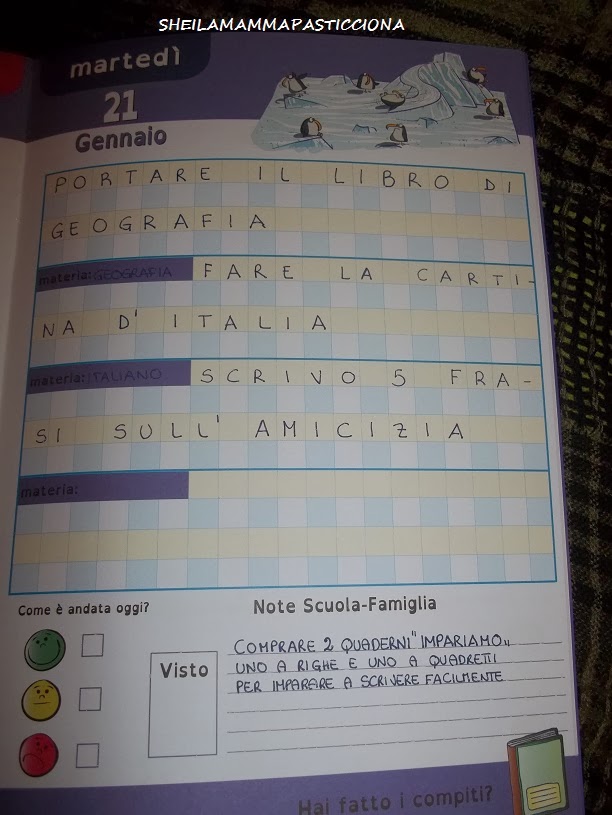 SHEILAMAMMAPASTICCIONA
martedì
21
Gennaio
PORTARE IL LIBRO DI
GEOGRAFIA
materia: GEOGRAFIA FARE LA CARTI-
NA D'ITALIA
materia: ITALIANO SCRIVO 5 FRA-
SI SULL'AMICIZIA
materia:
Come è andata oggi?
Note Scuola-Famiglia
Visto
COMPRARE 2 QUADERNI "IMPARIAMO„
UNO A RIGHE E UNO A QUADRETTI
PER IMPARARE A SCRIVERE FACILMENTE
Hai fatto i compiti?